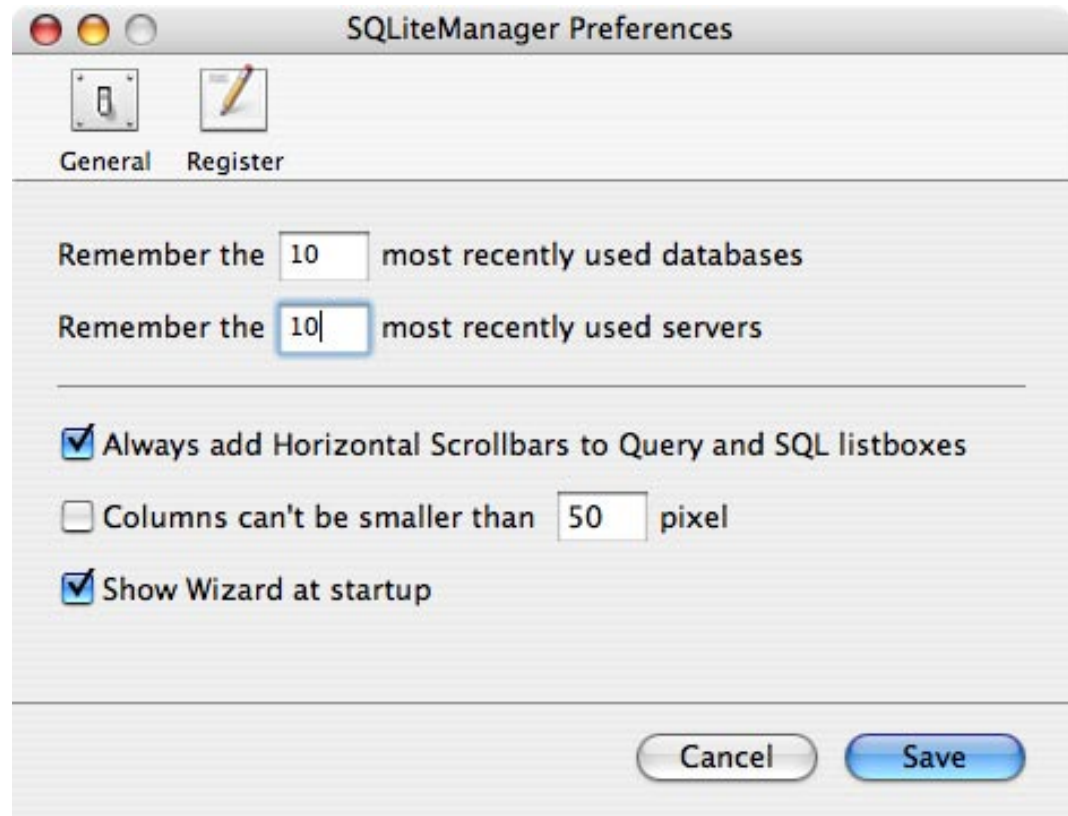 SQLiteManager Preferences
General Register
Remember the 10 most recently used databases
Remember the 10 most recently used servers
Always add Horizontal Scrollbars to Query and SQL listboxes
Columns can't be smaller than 50 pixel
Show Wizard at startup
Cancel Save